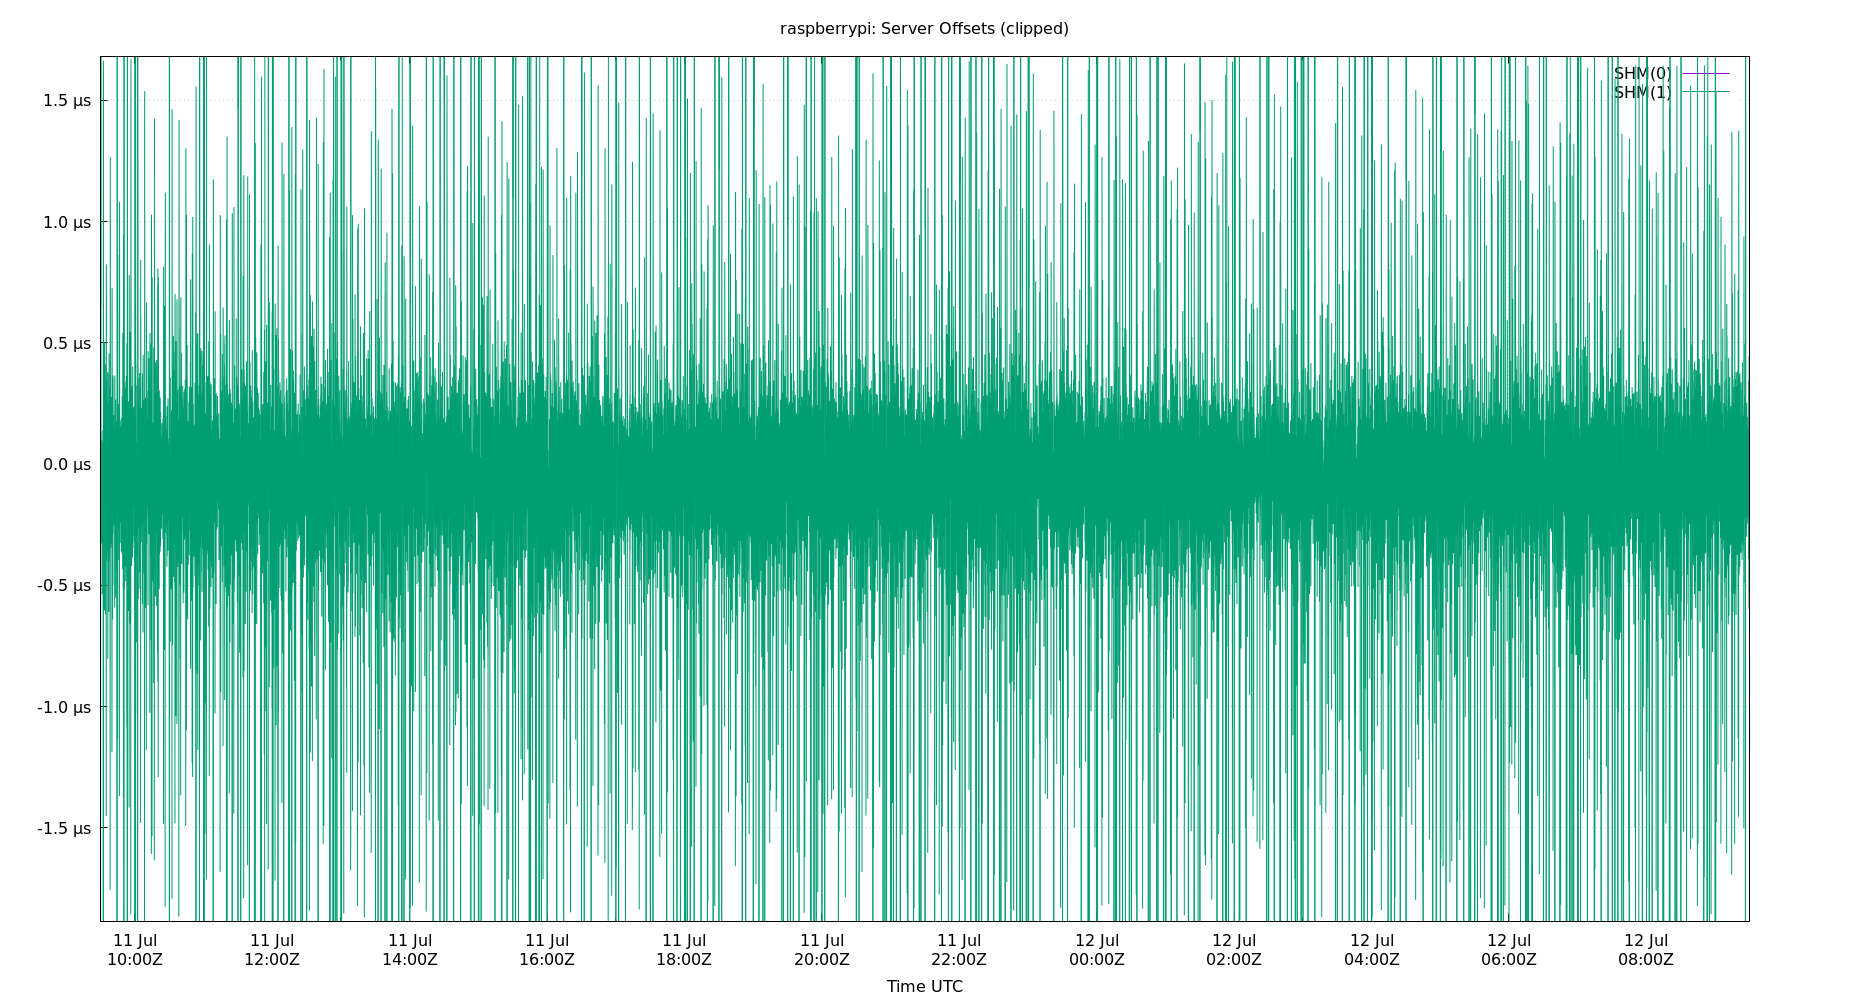 raspberrypi: Server Offsets (clipped)
SHM(0)
SHM(1)
1.5 µs
1.0 µs
0.5 µs
0.0 µs
-0.5 µs
-1.0 µs
-1.5 µs
11 Jul 11 Jul 11 Jul 11 Jul 11 Jul 11 Jul 11 Jul 12 Jul 12 Jul 12 Jul 12 Jul 12 Jul
10:00Z 12:00Z 14:00Z 16:00Z 18:00Z 20:00Z 22:00Z 00:00Z 02:00Z 04:00Z 06:00Z 08:00Z
Time UTC